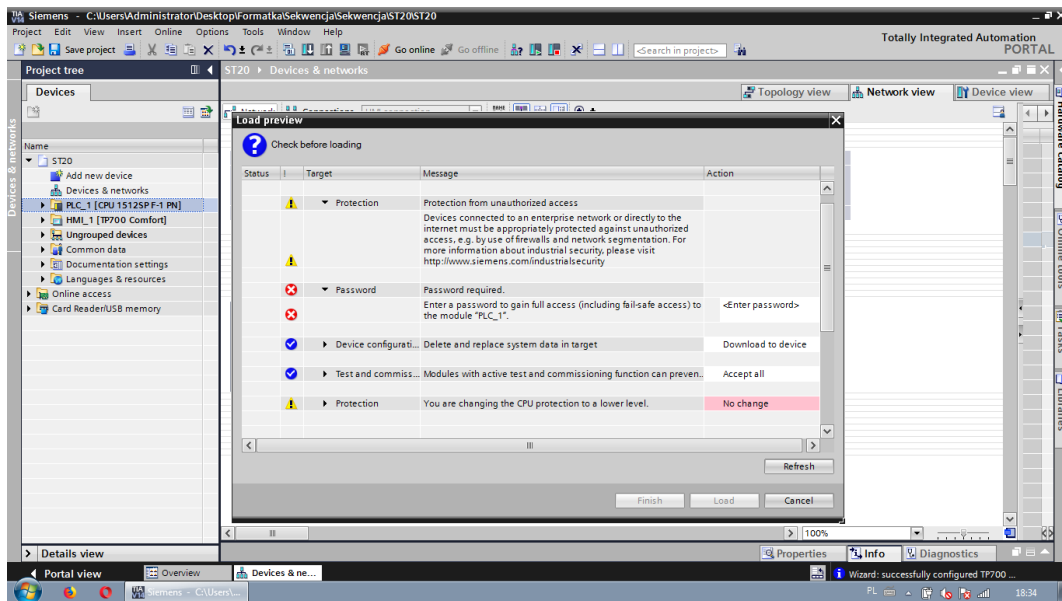 Siemens - C:\Users\Administrator\Desktop\Formatka\Sekwencja\Sekwencja\ST20\ST20
Project Edit View Insert Online Options Tools Window Help
Totally Integrated Automation
PORTAL
Save project
Go online
Go offline
<Search in project>
Project tree
ST20 Devices & networks
Devices
Topology view
Network view
Device view
Name
ST20
Add new device
Devices & networks
PLC_1 [CPU 1512SP F-1 PN]
HMI_1 [TP700 Comfort]
Ungrouped devices
Common data
Documentation settings
Languages & resources
Online access
Card Reader/USB memory
Devices & networks
Load preview
Check before loading
Status ! Target Message Action
Protection Protection from unauthorized access
Devices connected to an enterprise network or directly to the
internet must be appropriately protected against unauthorized
access, e.g. by use of firewalls and network segmentation. For
more information about industrial security, please visit
http://www.siemens.com/industrialsecurity
Password Password required.
Enter a password to gain full access (including fail-safe access) to <Enter password>
the module "PLC_1".
Device configurati... Delete and replace system data in target Download to device
Test and commiss... Modules with active test and commissioning function can preven.. Accept all
Protection You are changing the CPU protection to a lower level. No change
Refresh
Finish Load Cancel
100%
Hardware Catalog
Online tools
Tasks
Libraries
Details view
Properties
Info
Diagnostics
Portal view
Overview
Devices & ne...
Wizard: successfully configured TP700 ...
Siemens - C:\Users\...
PL
18:34